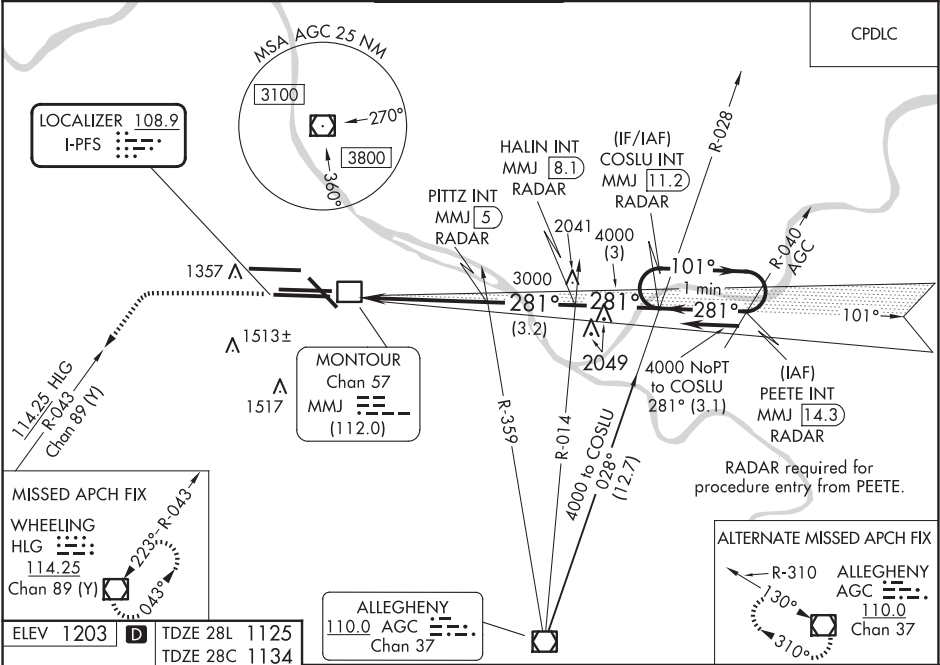 CPDLC
MSA AGC 25 NM
3100
270°
3800
360°
LOCALIZER 108.9
I-PFS
HALIN INT
MMJ 8.1
RADAR
(IF/IAF)
COSLU INT
MMJ 11.2
RADAR
R-028
PITTZ INT
MMJ 5
RADAR
2041
4000
(3)
R-040
AGC
1357
3000
101°
1 min
281°
281°
281°
101°
(3.2)
1513±
2049
4000 NoPT
to COSLU
281° (3.1)
(IAF)
PEETE INT
MMJ 14.3
RADAR
MONTOUR
Chan 57
MMJ
(112.0)
1517
114.25 HLG
R-043
Chan 89 (Y)
R-359
R-014
4000 to COSLU
028°
(12.7)
RADAR required for
procedure entry from PEETE.
MISSED APCH FIX
WHEELING
HLG
114.25
Chan 89 (Y)
R-043
223°
043°
ALTERNATE MISSED APCH FIX
R-310
130°
310°
ALLEGHENY
AGC
110.0
Chan 37
ALLEGHENY
110.0 AGC
Chan 37
ELEV 1203 D TDZE 28L 1125
TDZE 28C 1134